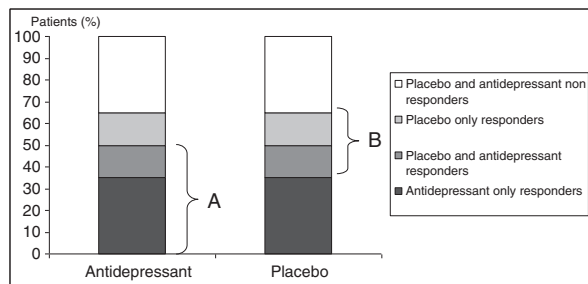 Patients (%)
100
90
80
70
60
50
40
30
20
10
0
A
B
Antidepressant
Placebo
Placebo and antidepressant non
responders
Placebo only responders
Placebo and antidepressant
responders
Antidepressant only responders